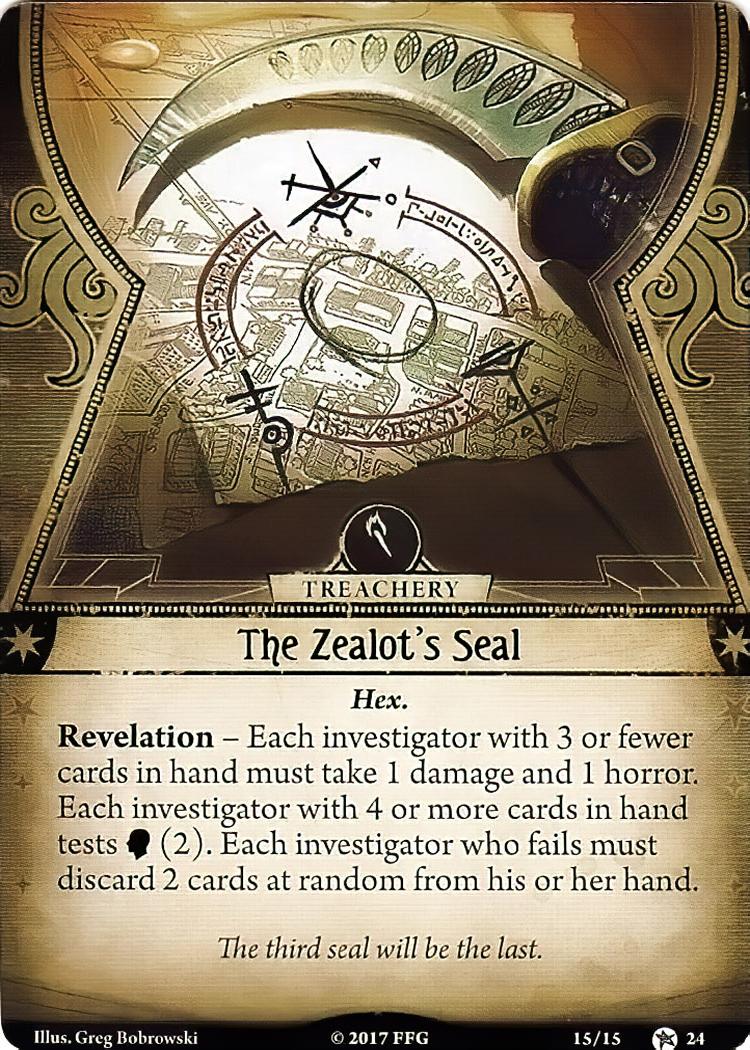 TREACHERY
The Zealot's Seal
Hex.
Revelation – Each investigator with 3 or fewer
cards in hand must take 1 damage and 1 horror.
Each investigator with 4 or more cards in hand
tests (2). Each investigator who fails must
discard 2 cards at random from his or her hand.
The third seal will be the last.
Illus. Greg Bobrowski
© 2017 FFG
15/15
24